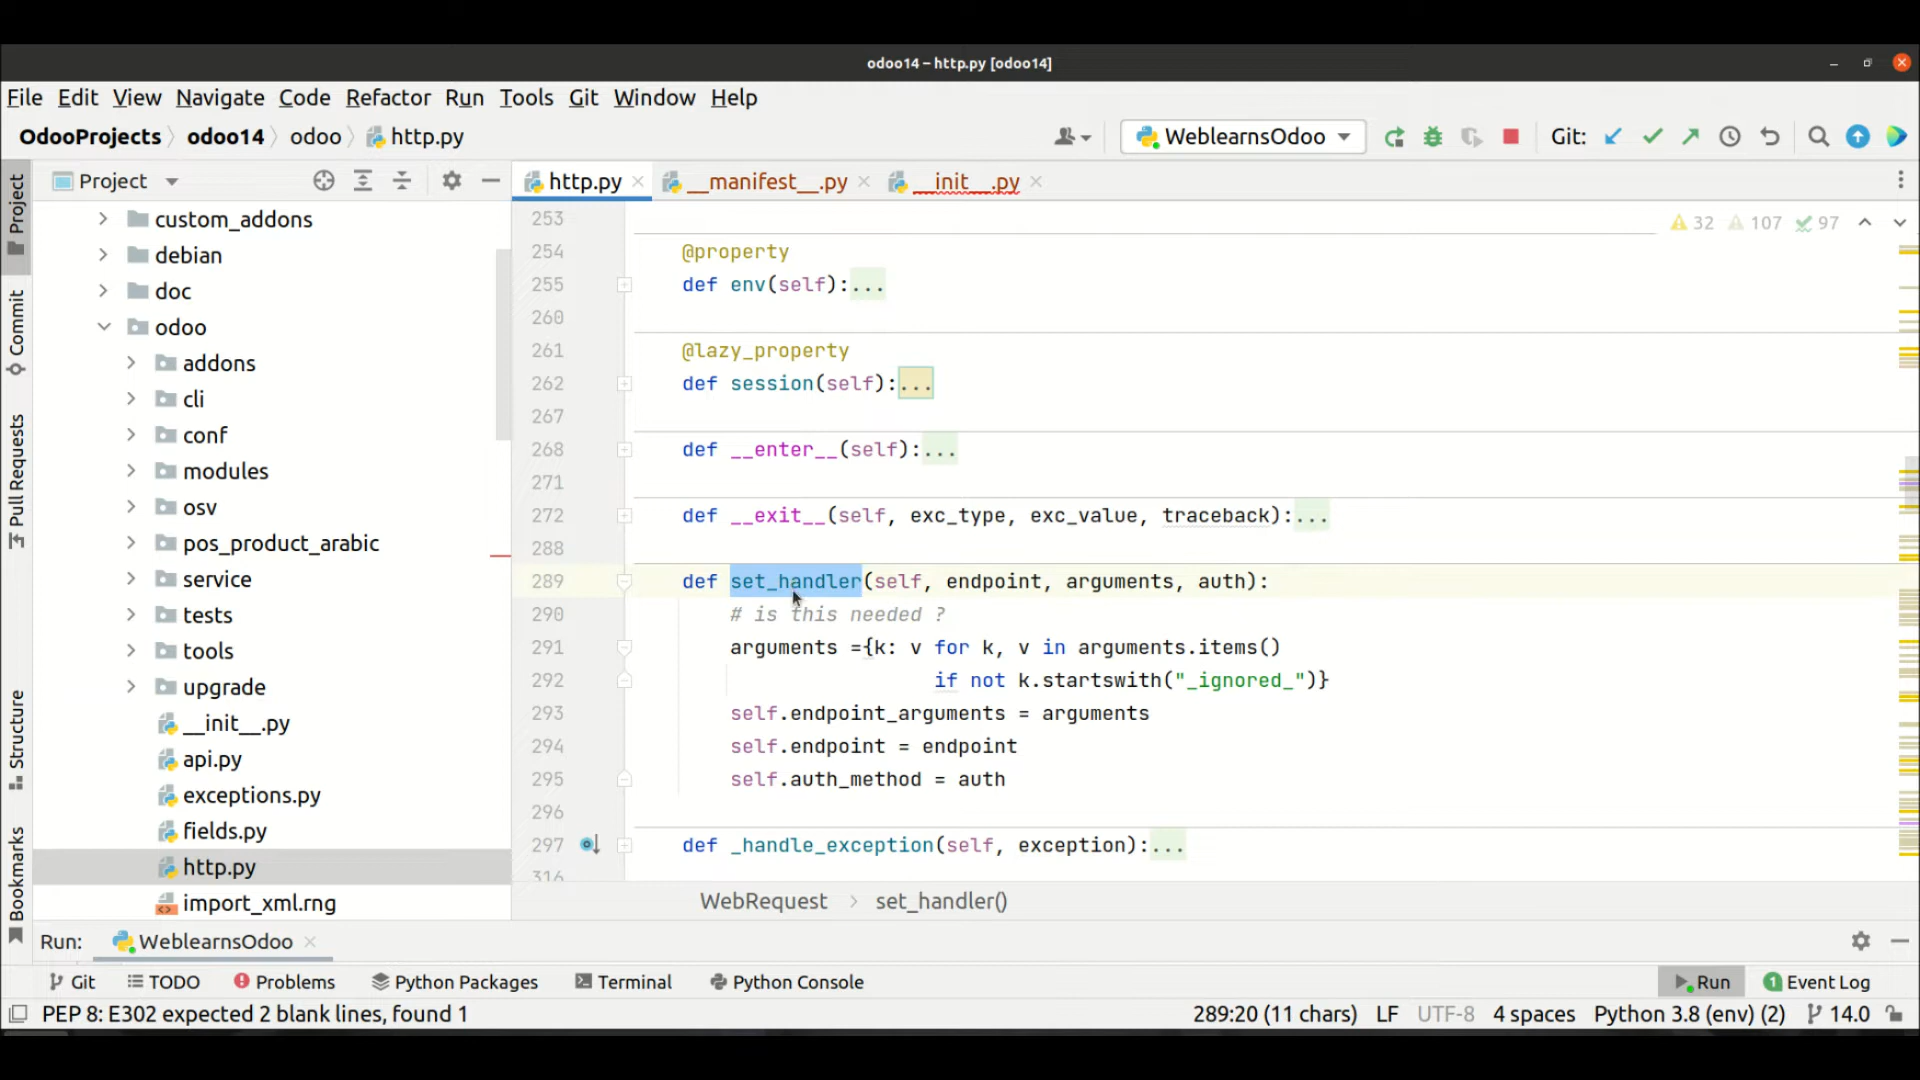 odoo14 – http.py [odoo14]
File Edit View Navigate Code Refactor Run Tools Git Window Help
OdooProjects odoo14 odoo http.py WeblearnsOdoo Git:
Project
http.py __manifest__.py __init__.py
Project
Commit
Pull Requests
Structure
Bookmarks
custom_addons
debian
doc
odoo
addons
cli
conf
modules
osv
pos_product_arabic
service
tests
tools
upgrade
__init__.py
api.py
exceptions.py
fields.py
http.py
import_xml.rng
32 107 97
253
254 @property
255 def env(self):...
260
261 @lazy_property
262 def session(self):...
267
268 def __enter__(self):...
271
272 def __exit__(self, exc_type, exc_value, traceback):...
288
289 def set_handler(self, endpoint, arguments, auth):
290 # is this needed ?
291 arguments ={k: v for k, v in arguments.items()
292 if not k.startswith("_ignored_")}
293 self.endpoint_arguments = arguments
294 self.endpoint = endpoint
295 self.auth_method = auth
296
297 def _handle_exception(self, exception):...
316
WebRequest set_handler()
Run: WeblearnsOdoo
Git TODO Problems Python Packages Terminal Python Console Run 1 Event Log
PEP 8: E302 expected 2 blank lines, found 1 289:20 (11 chars) LF UTF-8 4 spaces Python 3.8 (env) (2) 14.0